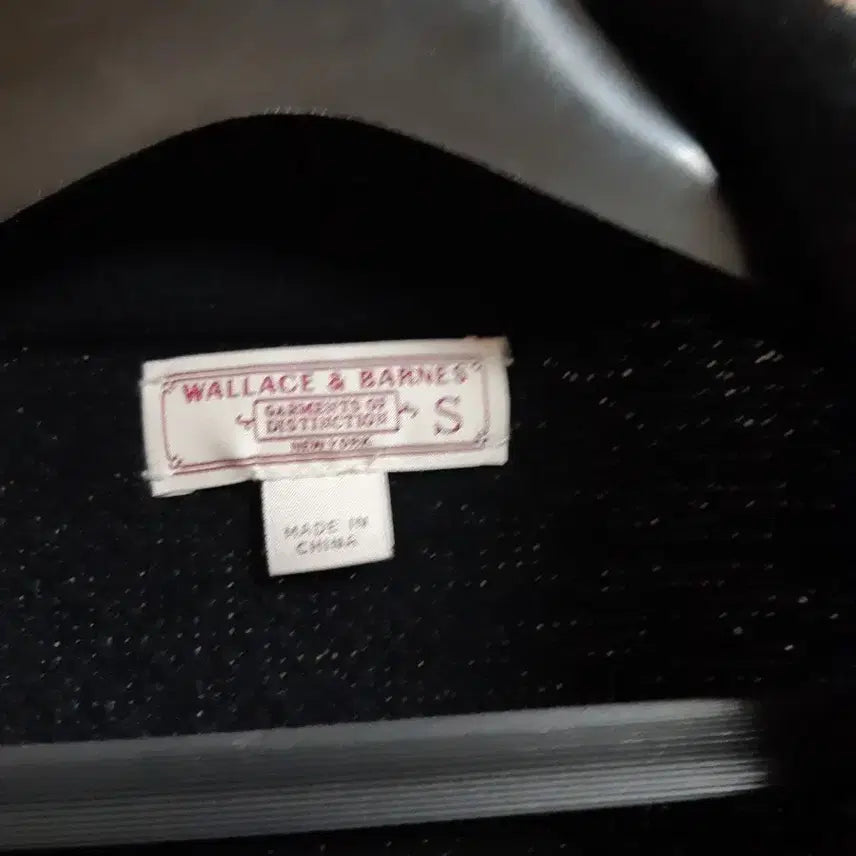 WALLACE & BARNES
GARMENTS OF
DISTINCTION
S
NEW YORK
MADE IN
CHINA